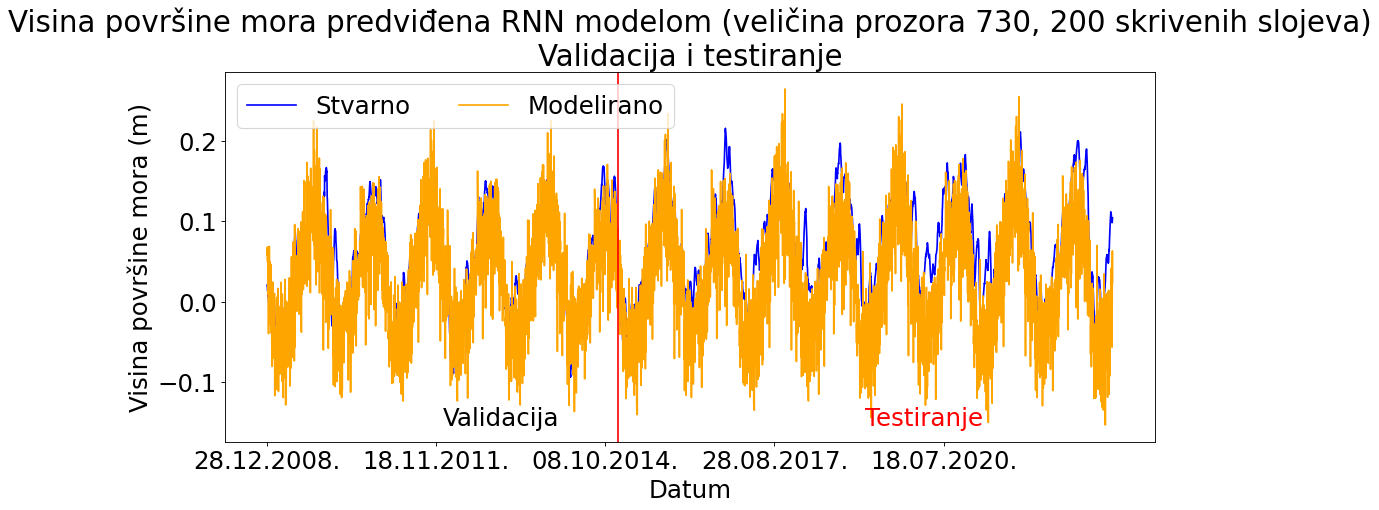 Visina površine mora predviđena RNN modelom (veličina prozora 730, 200 skrivenih slojeva)
Validacija i testiranje
Stvarno Modelirano
Visina površine mora (m)
0.2
0.1
0.0
−0.1
Validacija Testiranje
28.12.2008. 18.11.2011. 08.10.2014. 28.08.2017. 18.07.2020.
Datum